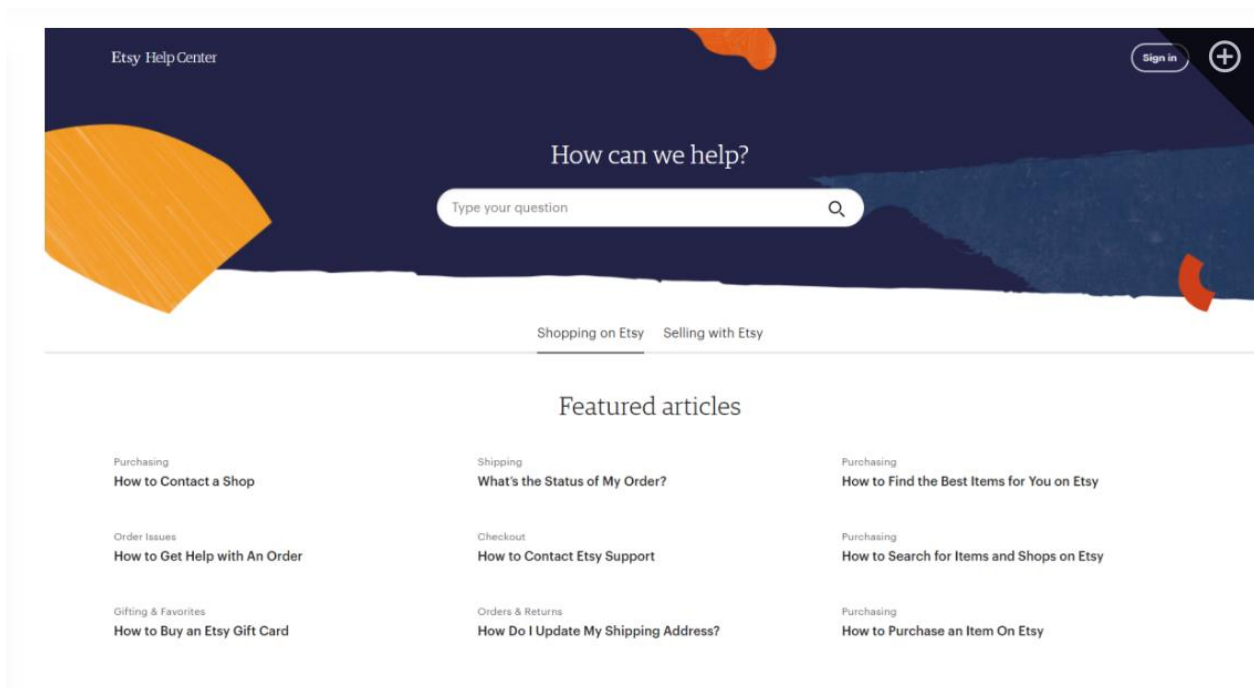 Etsy Help Center
Sign in
How can we help?
Type your question
Shopping on Etsy
Selling with Etsy
Featured articles
Purchasing
How to Contact a Shop
Shipping
What's the Status of My Order?
Purchasing
How to Find the Best Items for You on Etsy
Order Issues
How to Get Help with An Order
Checkout
How to Contact Etsy Support
Purchasing
How to Search for Items and Shops on Etsy
Gifting & Favorites
How to Buy an Etsy Gift Card
Orders & Returns
How Do I Update My Shipping Address?
Purchasing
How to Purchase an Item On Etsy